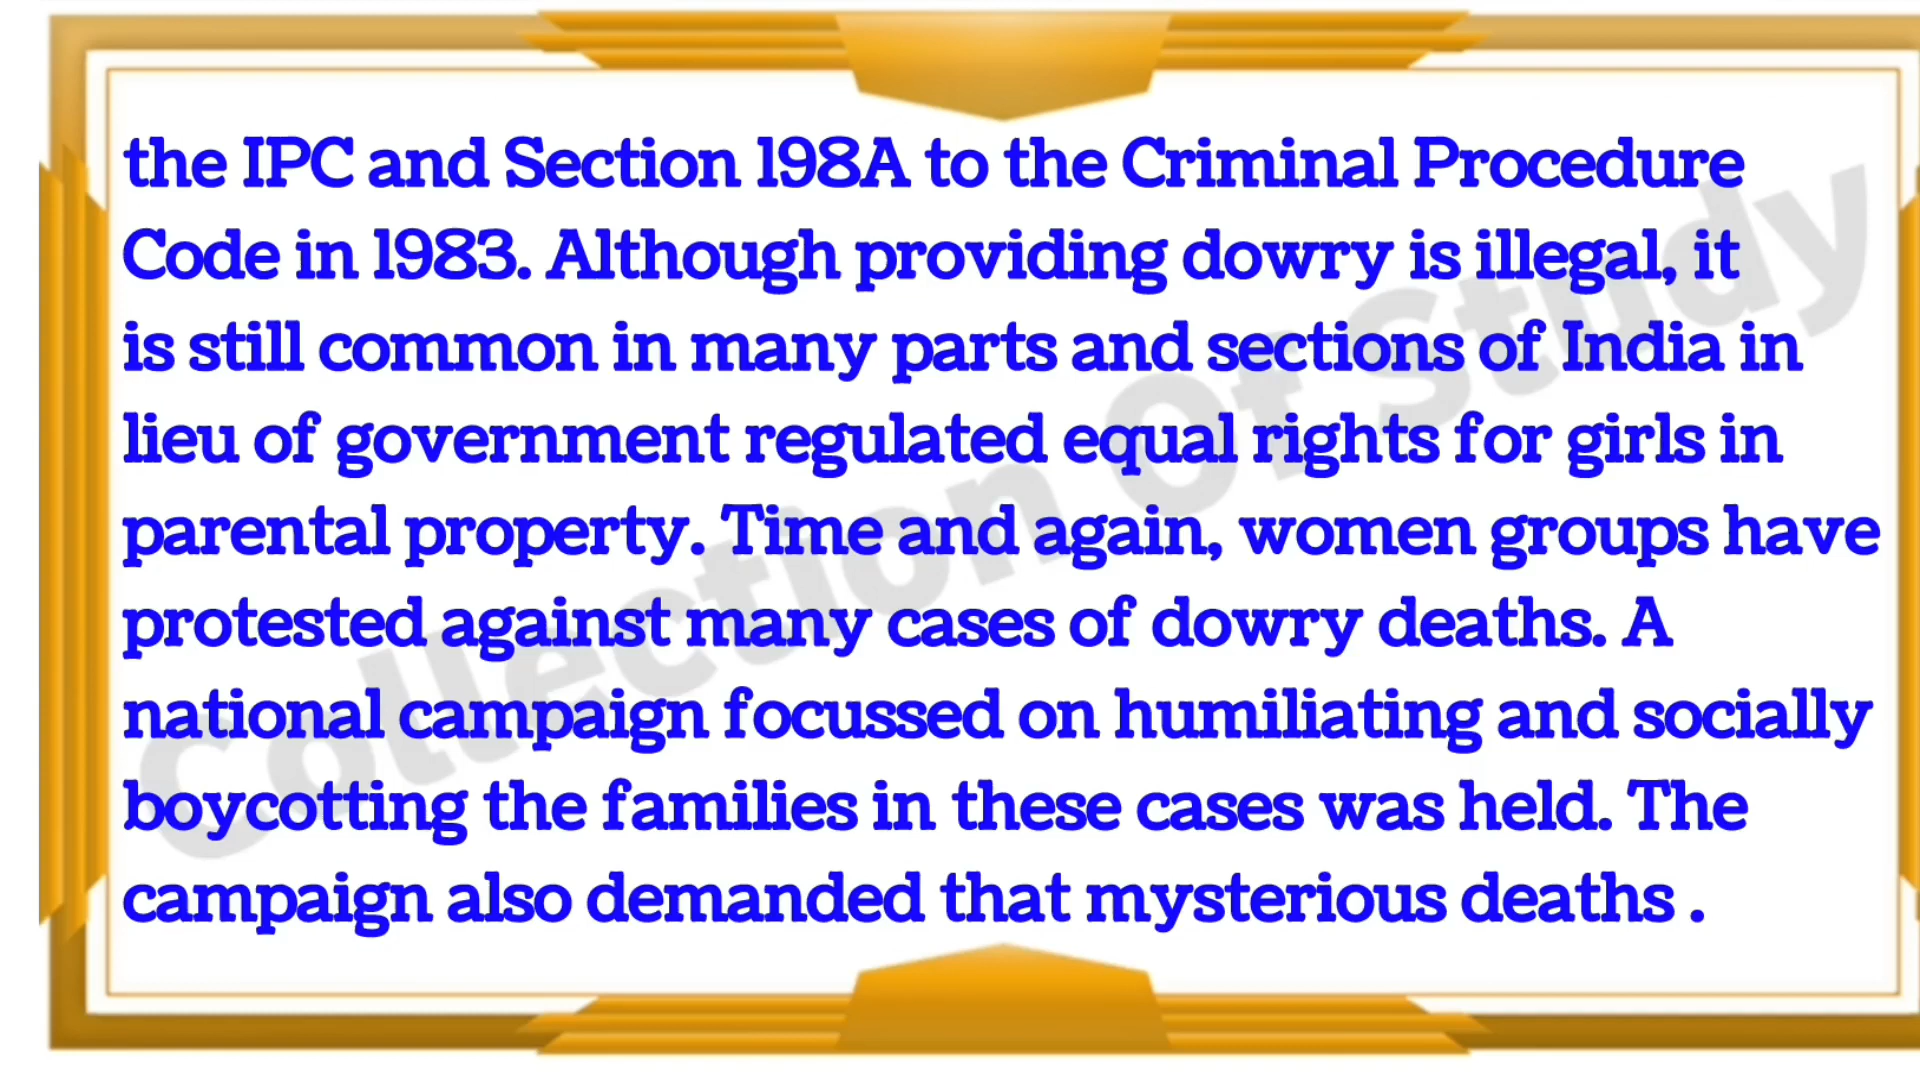 the IPC and Section 198A to the Criminal Procedure
Code in 1983. Although providing dowry is illegal, it
is still common in many parts and sections of India in
lieu of government regulated equal rights for girls in
parental property. Time and again, women groups have
protested against many cases of dowry deaths. A
national campaign focussed on humiliating and socially
boycotting the families in these cases was held. The
campaign also demanded that mysterious deaths .
Collection Of Study